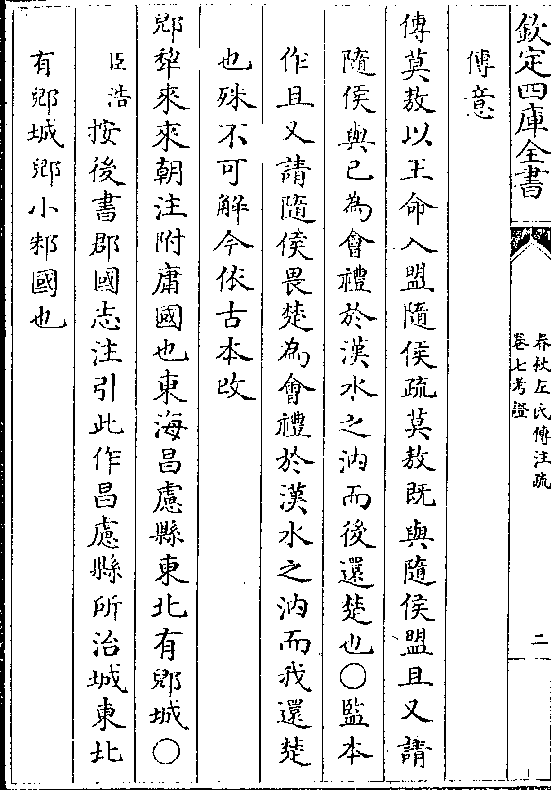 欽定四庫全書
春秋左氏傳注疏
卷七考證
二
傳意
傳莫敖以王命入盟隨侯疏莫敖既與隨侯盟且又請
隨侯與已為會禮於漢水之汭而後還楚也○監本
作且又請隨侯畏楚為會禮於漢水之汭而我還楚
也殊不可解今依古本改
郳犂來來朝注附庸國也東海昌慮縣東北有郳城○
臣浩按後書郡國志注引此作昌慮縣所治城東北
有郳城郳小邾國也